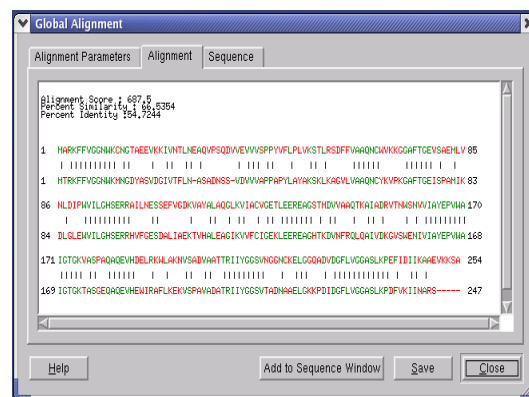 Global Alignment
Alignment Parameters Alignment Sequence
Alignment Score : 687.5
Percent Similarity : 66.5354
Percent Identity :54.7244
1 MARKFFVGGNWKCNGTAEEVKKIVNTLNEAQVPSQDVVEVVVSPPYVFLPLVKSTLRSDFFVAAQNCWVKKGGAFTGEVSAEMLV 85
1 MTRKFFVGGNWKMNGDYASVDGIVTFLN-ASADNSS-VDVVVAPPAPYLAYAKSKLKAGVLVAAQNCYKVPKGAFTGEISPAMIK 83
86 NLDIPWVILGHSERRAILNESSEFVGDKVAYALAQGLKVIACVGETLEEREAGSTMDVVAAQTKAIADRVTNWSNVVIAYEPVWA 170
84 DLGLEWVILGHSERRHVFGESDALIAEKTVHALEAGIKVVFCIGEKLEEREAGHTKDVNFRQLQAIVDKGVSWENIVIAYEPVWA 168
171 IGTGKVASPAQAQEVHDELRKWLAKNVSADVAATTRIIYGGSVNGGNCKELGGQADVDGFLVGGASLKPEFIDIIKAAEVKKSA 254
169 IGTGKTASGEQAQEVHEWIRAFLKEKVSPAVADATRIIYGGSVTADNAAELGKKPDIDGFLVGGASLKPDFVKIINARS----- 247
Help Add to Sequence Window Save Close